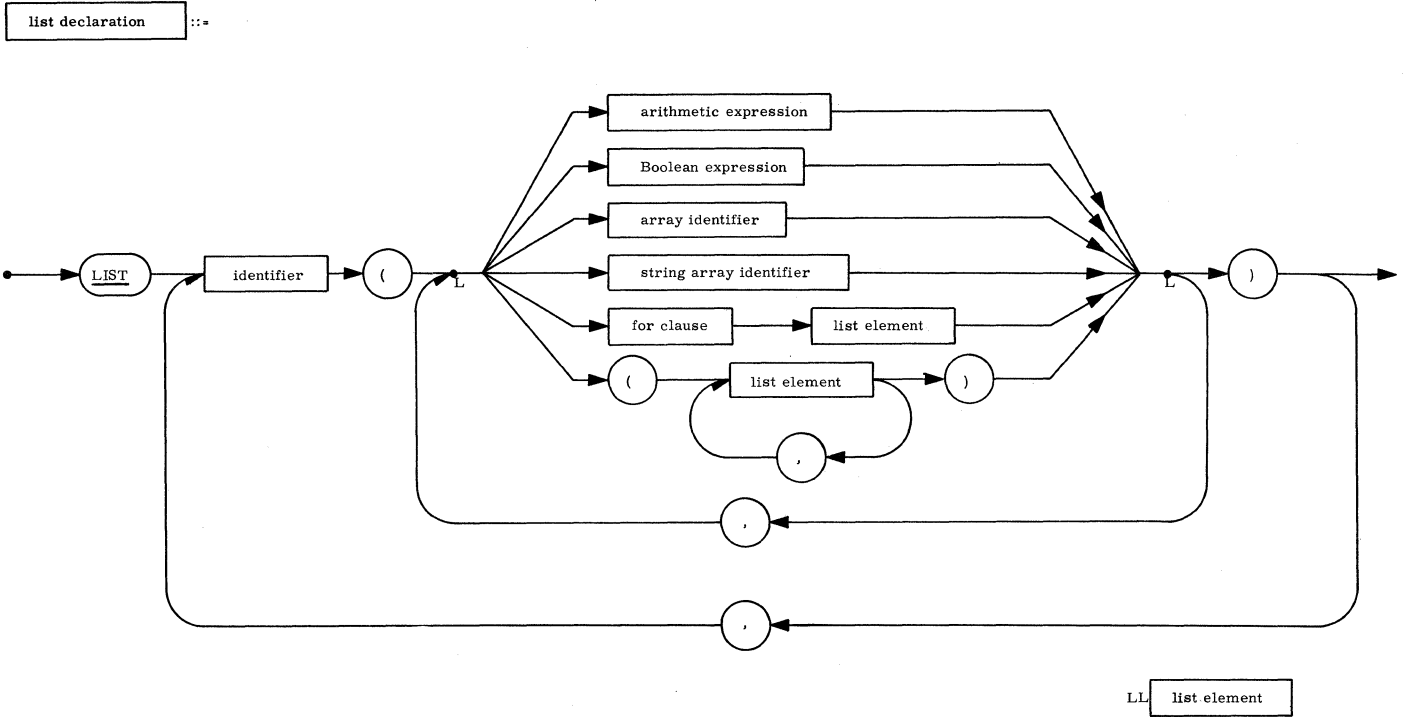 list declaration ::=
arithmetic expression
Boolean expression
array identifier
LIST identifier ( L string array identifier L )
for clause list element
( list element )
,
,
,
LL list element